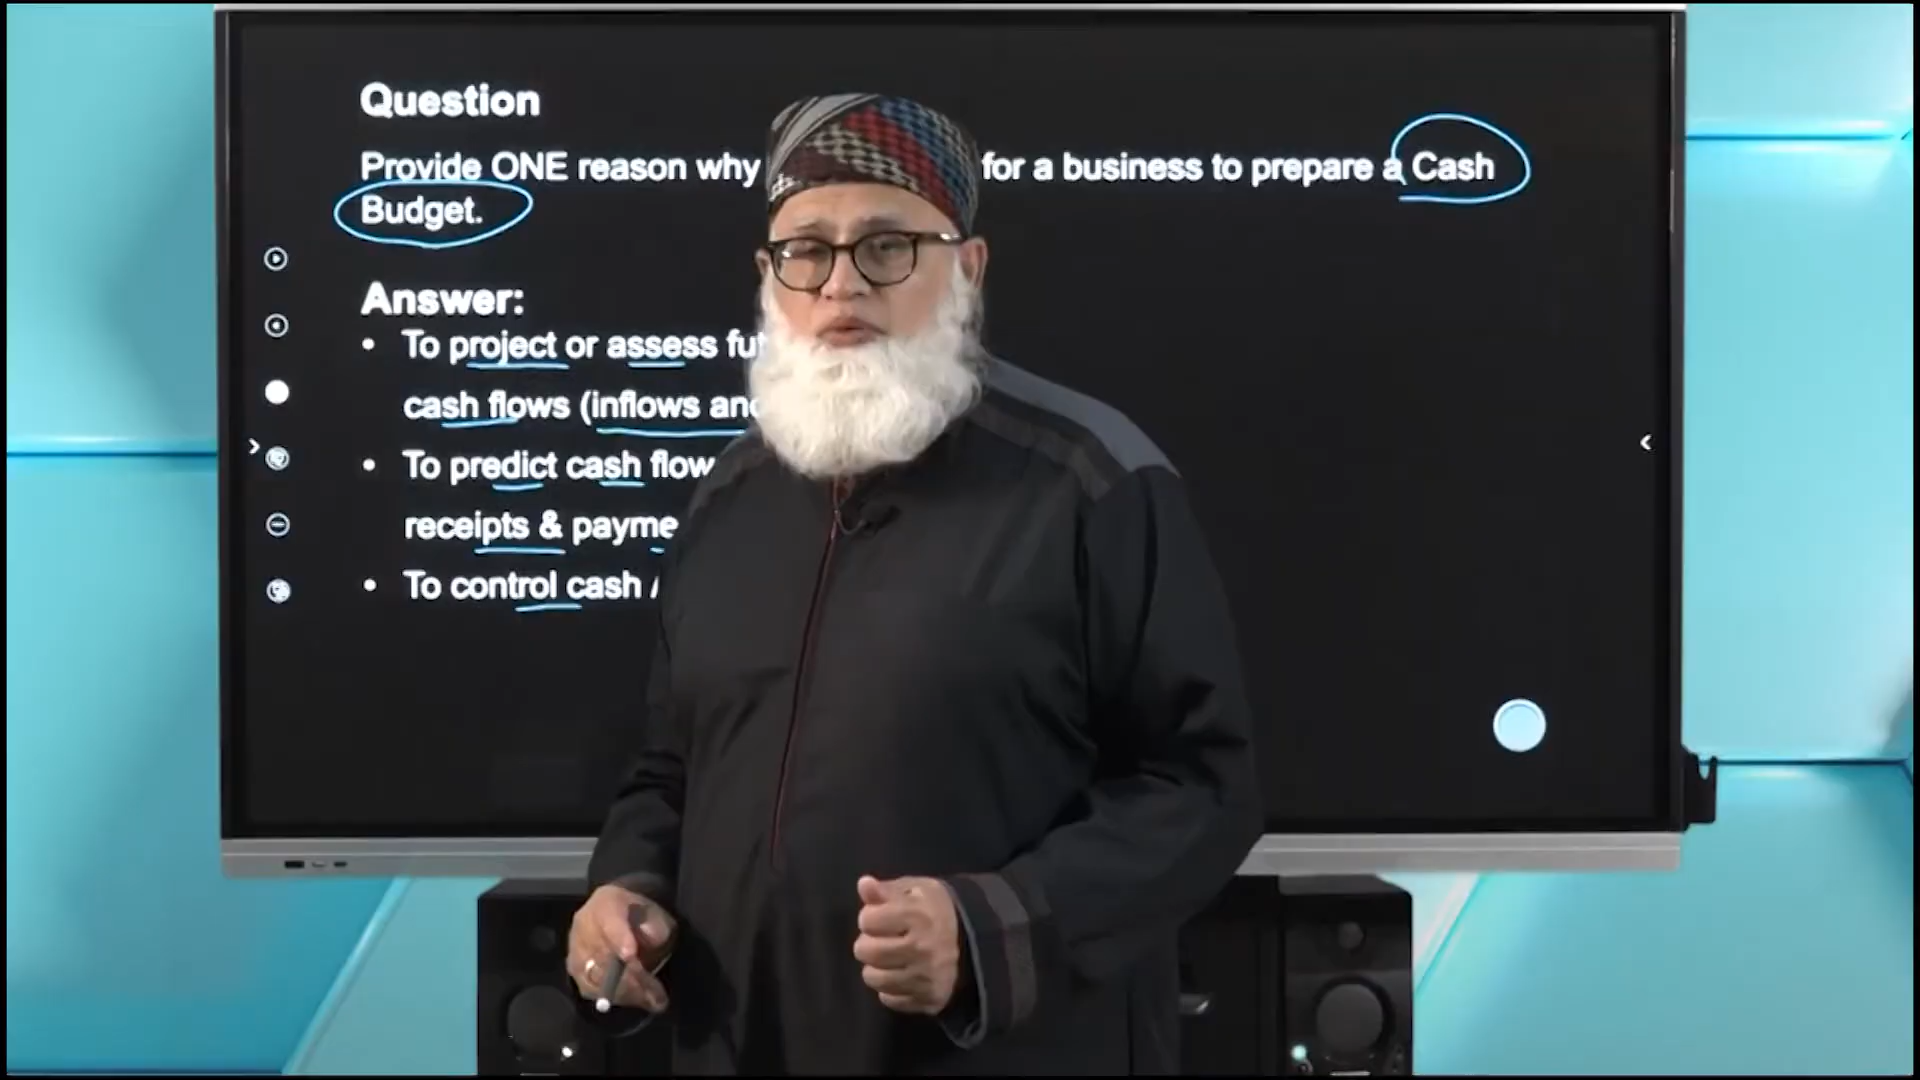 Question
Provide ONE reason why for a business to prepare a Cash
Budget.
Answer:
• To project or assess
cash flows (inflows and
• To predict cash flow
receipts &
• To control cash /